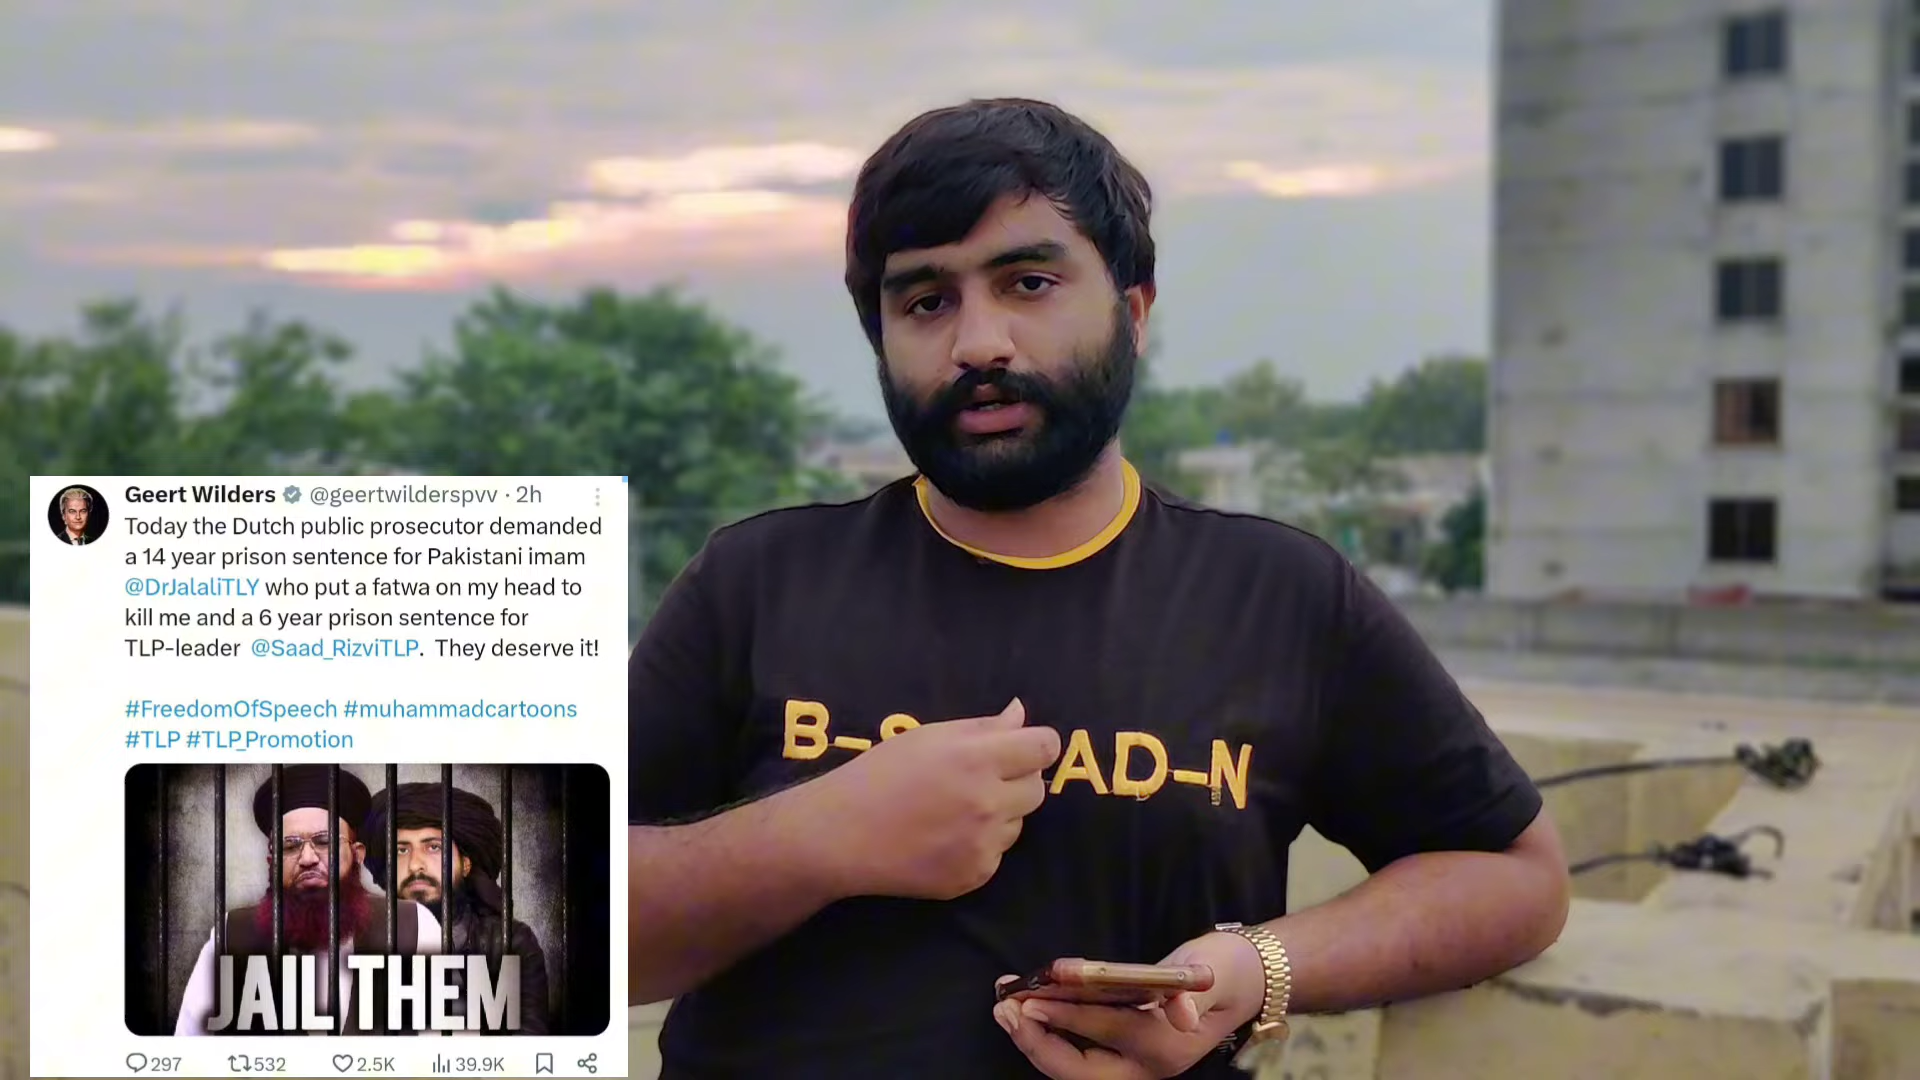 Geert Wilders @geertwilderspvv · 2h
Today the Dutch public prosecutor demanded
a 14 year prison sentence for Pakistani imam
@DrJalaliTLY who put a fatwa on my head to
kill me and a 6 year prison sentence for
TLP-leader @Saad_RizviTLP. They deserve it!
#FreedomOfSpeech #muhammadcartoons
#TLP #TLP_Promotion
JAIL THEM
297 532 2.5K 39.9K
AD-N